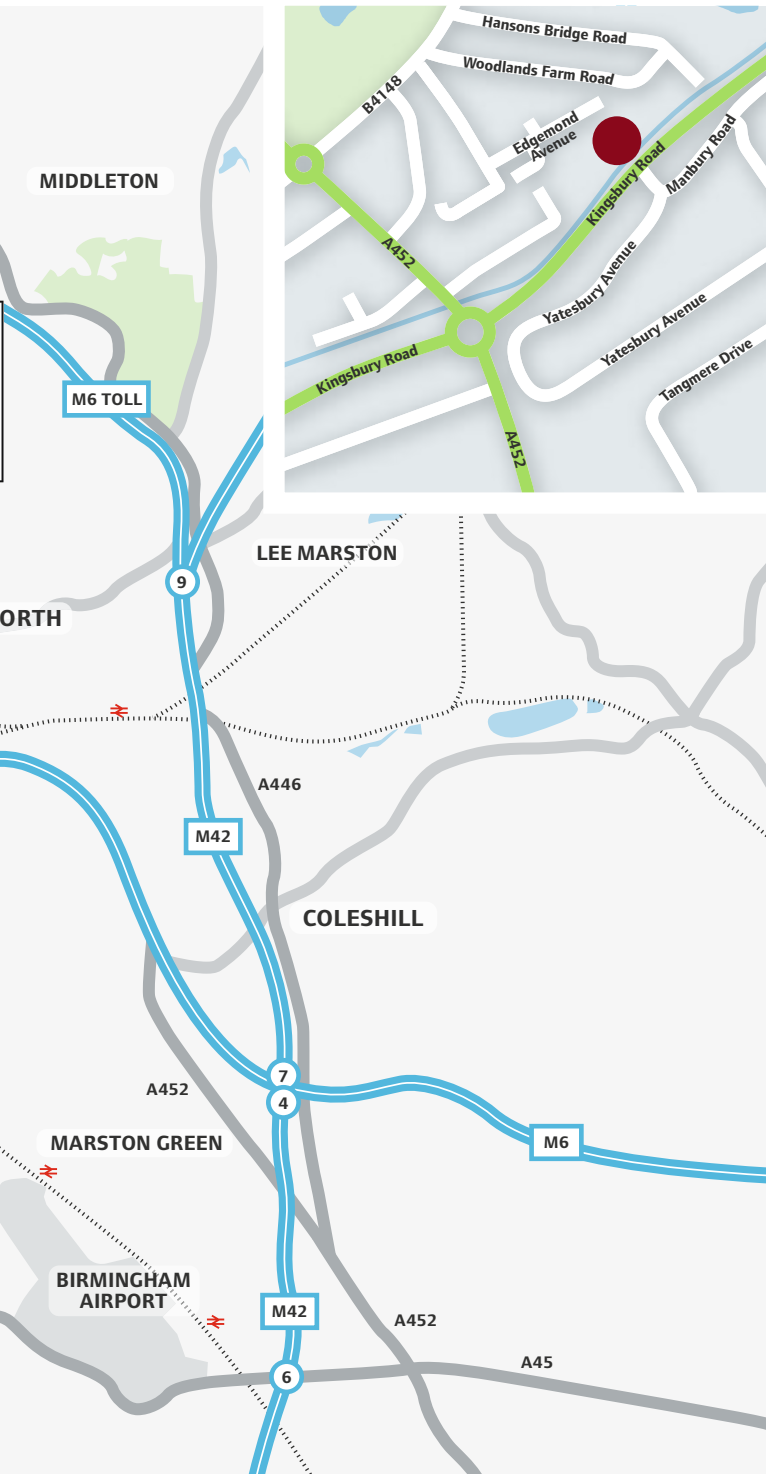 Hansons Bridge Road
Woodlands Farm Road
B4148
Edgemond
Avenue
Manbury Road
Kingsbury Road
A452
Yatesbury Avenue
Yatesbury Avenue
Tangmere Drive
Kingsbury Road
A452
MIDDLETON
M6 TOLL
LEE MARSTON
9
ORTH
A446
M42
COLESHILL
7
A452
4
MARSTON GREEN
M6
BIRMINGHAM
AIRPORT
M42
A452
A45
6